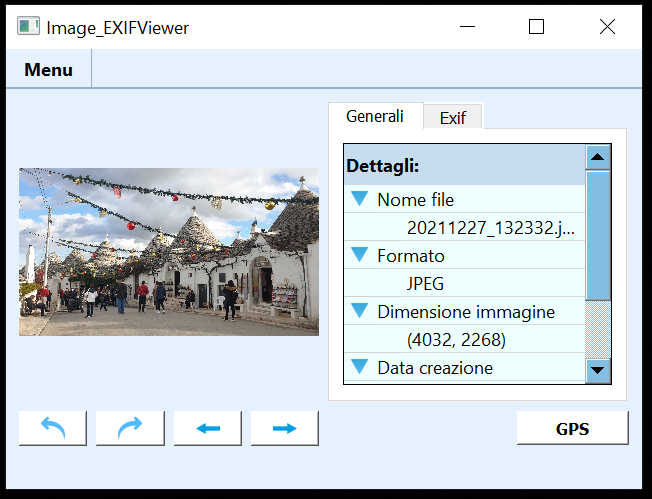 Image_EXIFViewer
Menu
Generali
Exif
Dettagli:
Nome file
20211227_132332.j...
Formato
JPEG
Dimensione immagine
(4032, 2268)
Data creazione
GPS